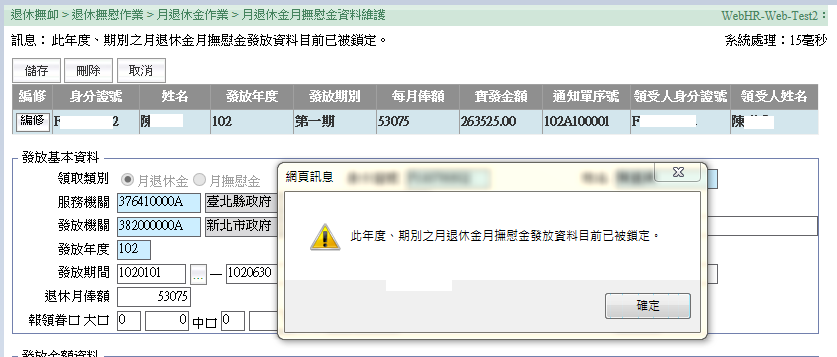 退休撫卹 > 退休撫慰作業 > 月退休金作業 > 月退休金月撫慰金資料維護
WebHR-Web-Test2：
訊息： 此年度、期別之月退休金月撫慰金發放資料目前已被鎖定。
系統處理：15毫秒
儲存 刪除 取消
編修 身分證號 姓名 發放年度 發放期別 每月俸額 實發金額 通知單序號 領受人身分證號 領受人姓名
編修 F 2 陳 102 第一期 53075 263525.00 102A100001 F 陳
發放基本資料
領取類別 月退休金 月撫慰金
服務機關 376410000A 臺北縣政府
發放機關 382000000A 新北市政府
發放年度 102
發放期間 1020101 ... — 1020630
退休月俸額 53075
報領眷口 大口 0 0 中口 0
網頁訊息
此年度、期別之月退休金月撫慰金發放資料目前已被鎖定。
確定
發放金額資料